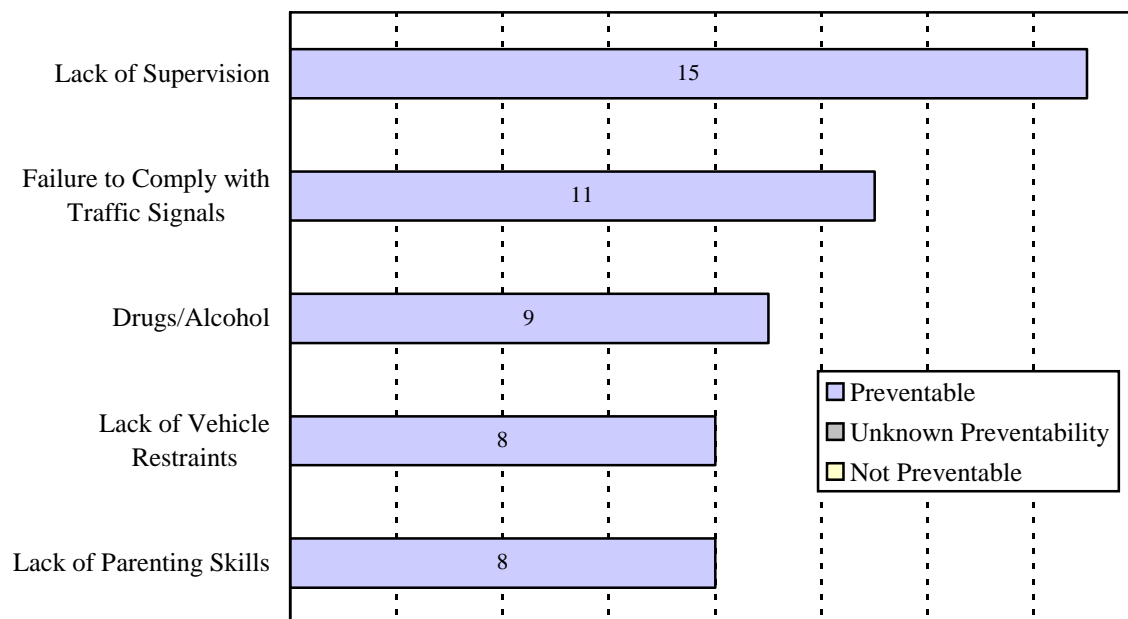 Lack of Supervision
15
Failure to Comply with
Traffic Signals
11
Drugs/Alcohol
9
Lack of Vehicle
Restraints
8
Lack of Parenting Skills
8
Preventable
Unknown Preventability
Not Preventable